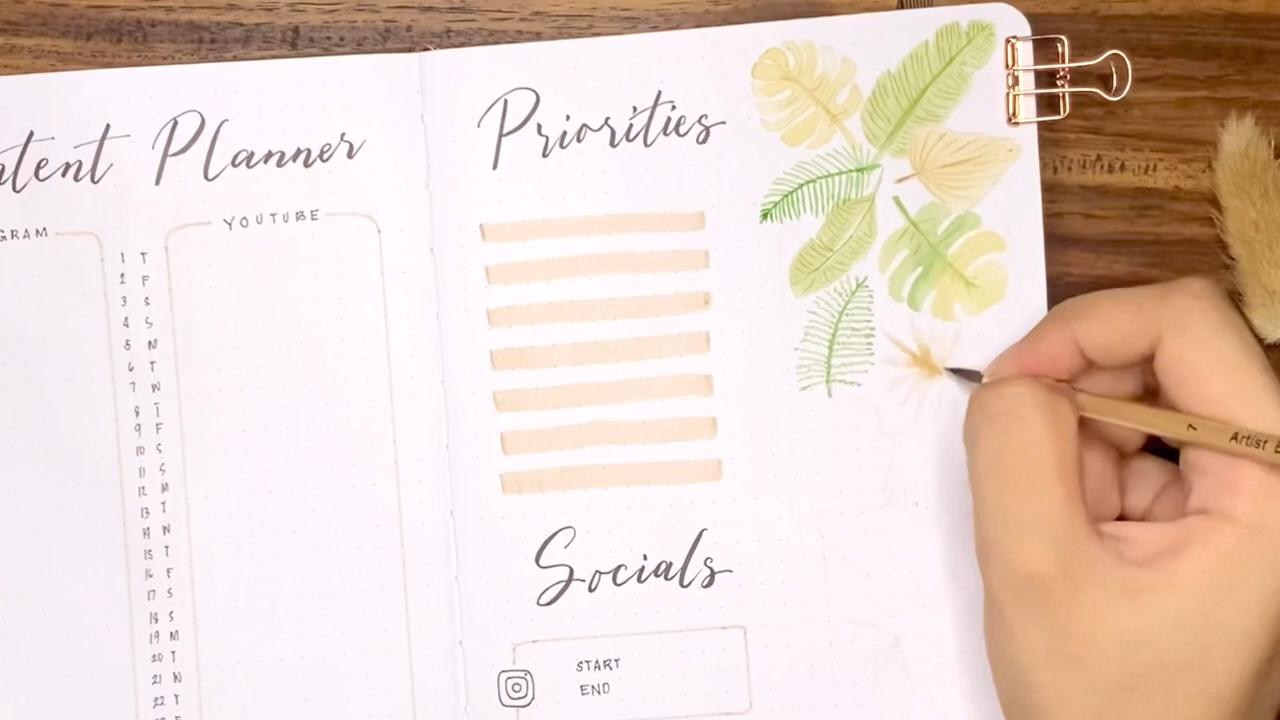 Planner
GRAM
YOUTUBE
1 T
2 F
3 S
4 S
5 M
6 T
7 W
8 T
9 F
10 S
11 S
12 M
13 T
14 W
15 T
16 F
17 S
18 S
19 M
20 T
21 W
22 T
Priorities
Socials
START
END
7 Artist